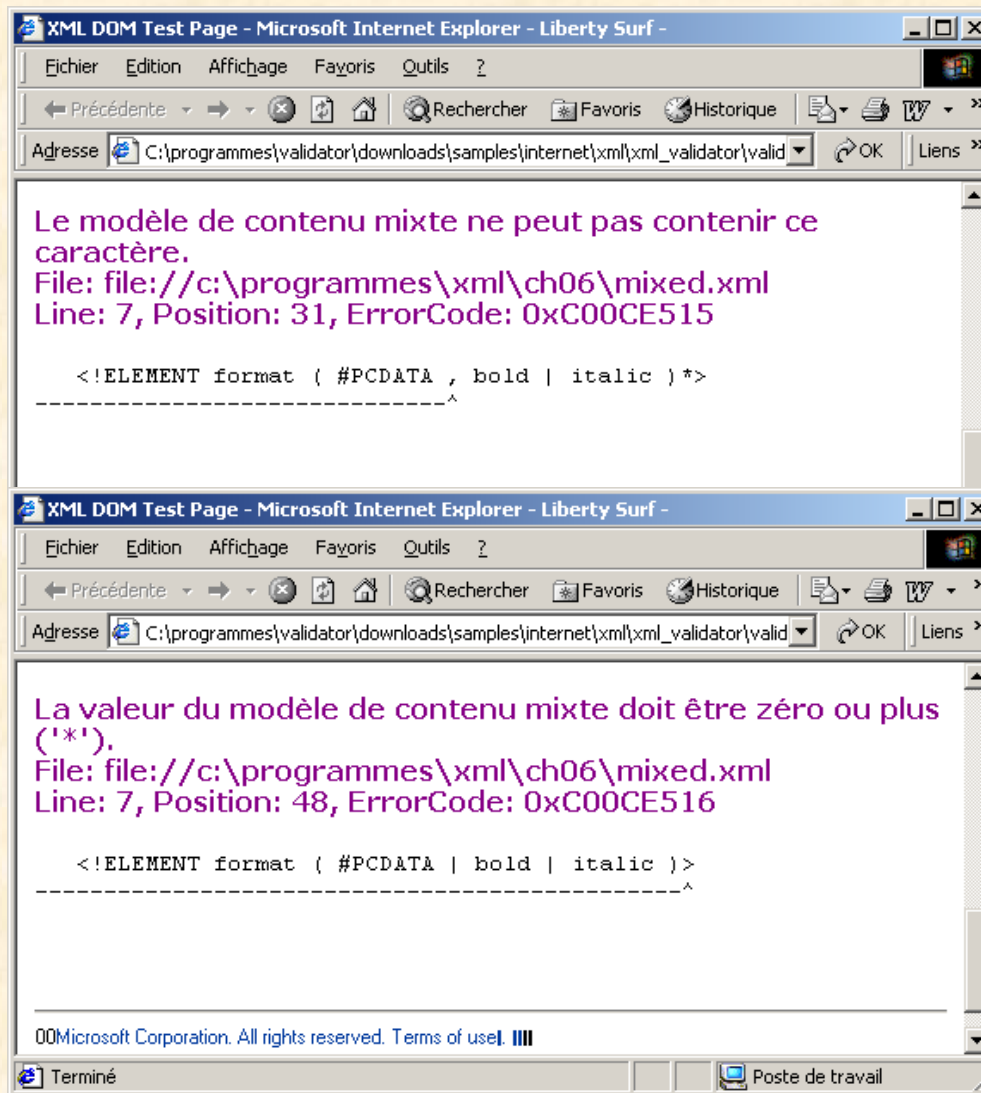 XML DOM Test Page - Microsoft Internet Explorer - Liberty Surf -
Fichier Edition Affichage Favoris Outils ?
Précédente Rechercher Favoris Historique »
Adresse C:\programmes\validator\downloads\samples\internet\xml\xml_validator\valid OK Liens »
Le modèle de contenu mixte ne peut pas contenir ce
caractère.
File: file://c:\programmes\xml\ch06\mixed.xml
Line: 7, Position: 31, ErrorCode: 0xC00CE515
<!ELEMENT format ( #PCDATA , bold | italic )*>
------------------------------^
XML DOM Test Page - Microsoft Internet Explorer - Liberty Surf -
Fichier Edition Affichage Favoris Outils ?
Précédente Rechercher Favoris Historique
Adresse C:\programmes\validator\downloads\samples\internet\xml\xml_validator\valid OK Liens
La valeur du modèle de contenu mixte doit être zéro ou plus
('*').
File: file://c:\programmes\xml\ch06\mixed.xml
Line: 7, Position: 48, ErrorCode: 0xC00CE516
<!ELEMENT format ( #PCDATA | bold | italic )>
-----------------------------------------------^
00Microsoft Corporation. All rights reserved. Terms of use.
Terminé Poste de travail